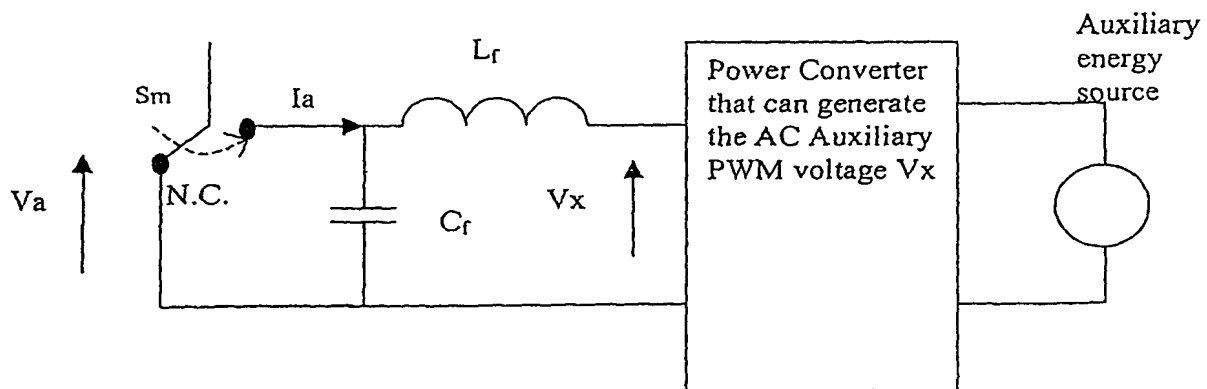 Auxiliary
energy
source
Lf
Power Converter
that can generate
the AC Auxiliary
PWM voltage Vx
Sm
Ia
Va
N.C.
Cf
Vx